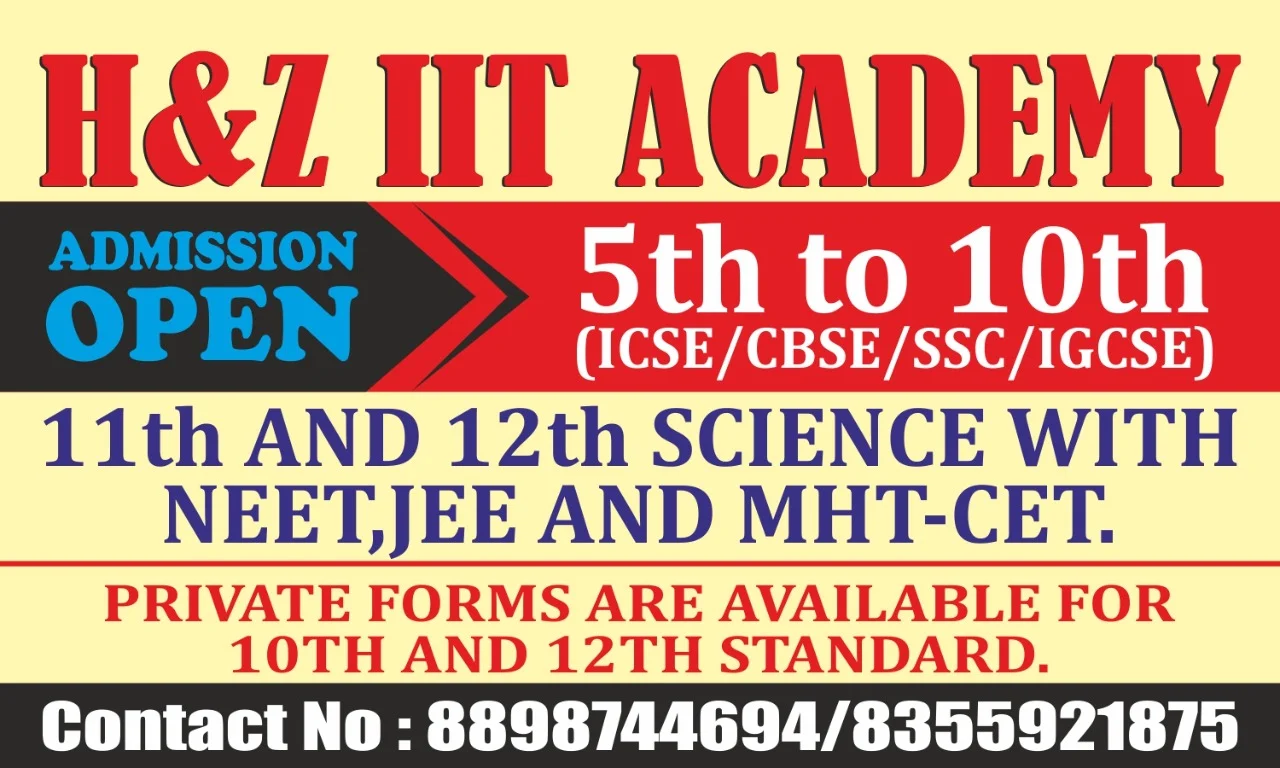 H&Z IIT ACADEMY
ADMISSION
OPEN
5th to 10th
(ICSE/CBSE/SSC/IGCSE)
11th AND 12th SCIENCE WITH
NEET,JEE AND MHT-CET.
PRIVATE FORMS ARE AVAILABLE FOR
10TH AND 12TH STANDARD.
Contact No : 8898744694/8355921875